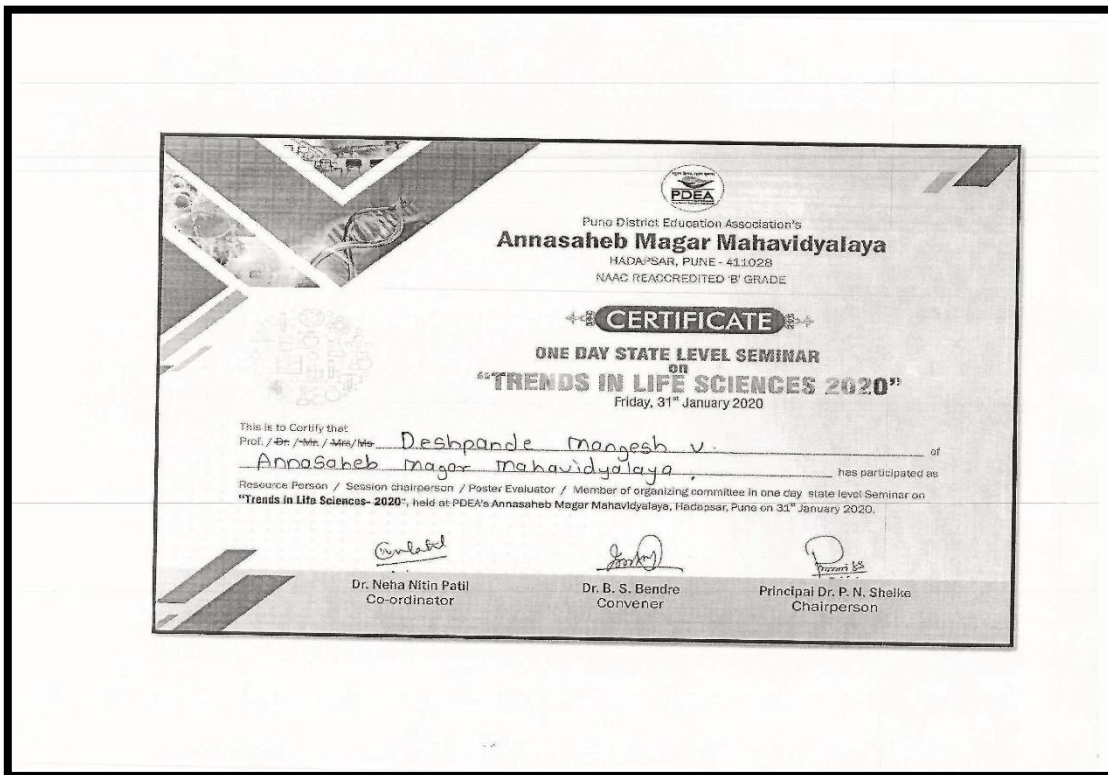 PDEA
Pune District Education Association's
Annasaheb Magar Mahavidyalaya
HADAPSAR, PUNE - 411028
NAAC REACCREDITED 'B' GRADE
CERTIFICATE
ONE DAY STATE LEVEL SEMINAR
on
"TRENDS IN LIFE SCIENCES 2020"
Friday, 31st January 2020
This is to Certify that
Prof. / Dr. / Mr. / Mrs/Ms Deshpande Mangesh V. of
Annasaheb Magar Mahavidyalaya, has participated as
Resource Person / Session chairperson / Poster Evaluator / Member of organizing committee in one day state level Seminar on
"Trends in Life Sciences- 2020", held at PDEA's Annasaheb Magar Mahavidyalaya, Hadapsar, Pune on 31st January 2020.
Dr. Neha Nitin Patil
Co-ordinator
Dr. B. S. Bendre
Convener
Principal Dr. P. N. Shelke
Chairperson